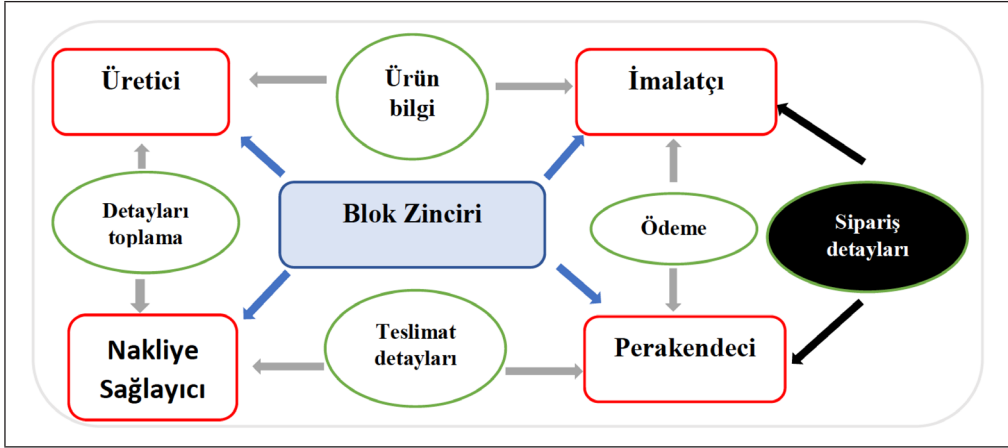 Üretici
Ürün
bilgi
İmalatçı
Detayları
toplama
Blok Zinciri
Ödeme
Sipariş
detayları
Nakliye
Sağlayıcı
Teslimat
detayları
Perakendeci